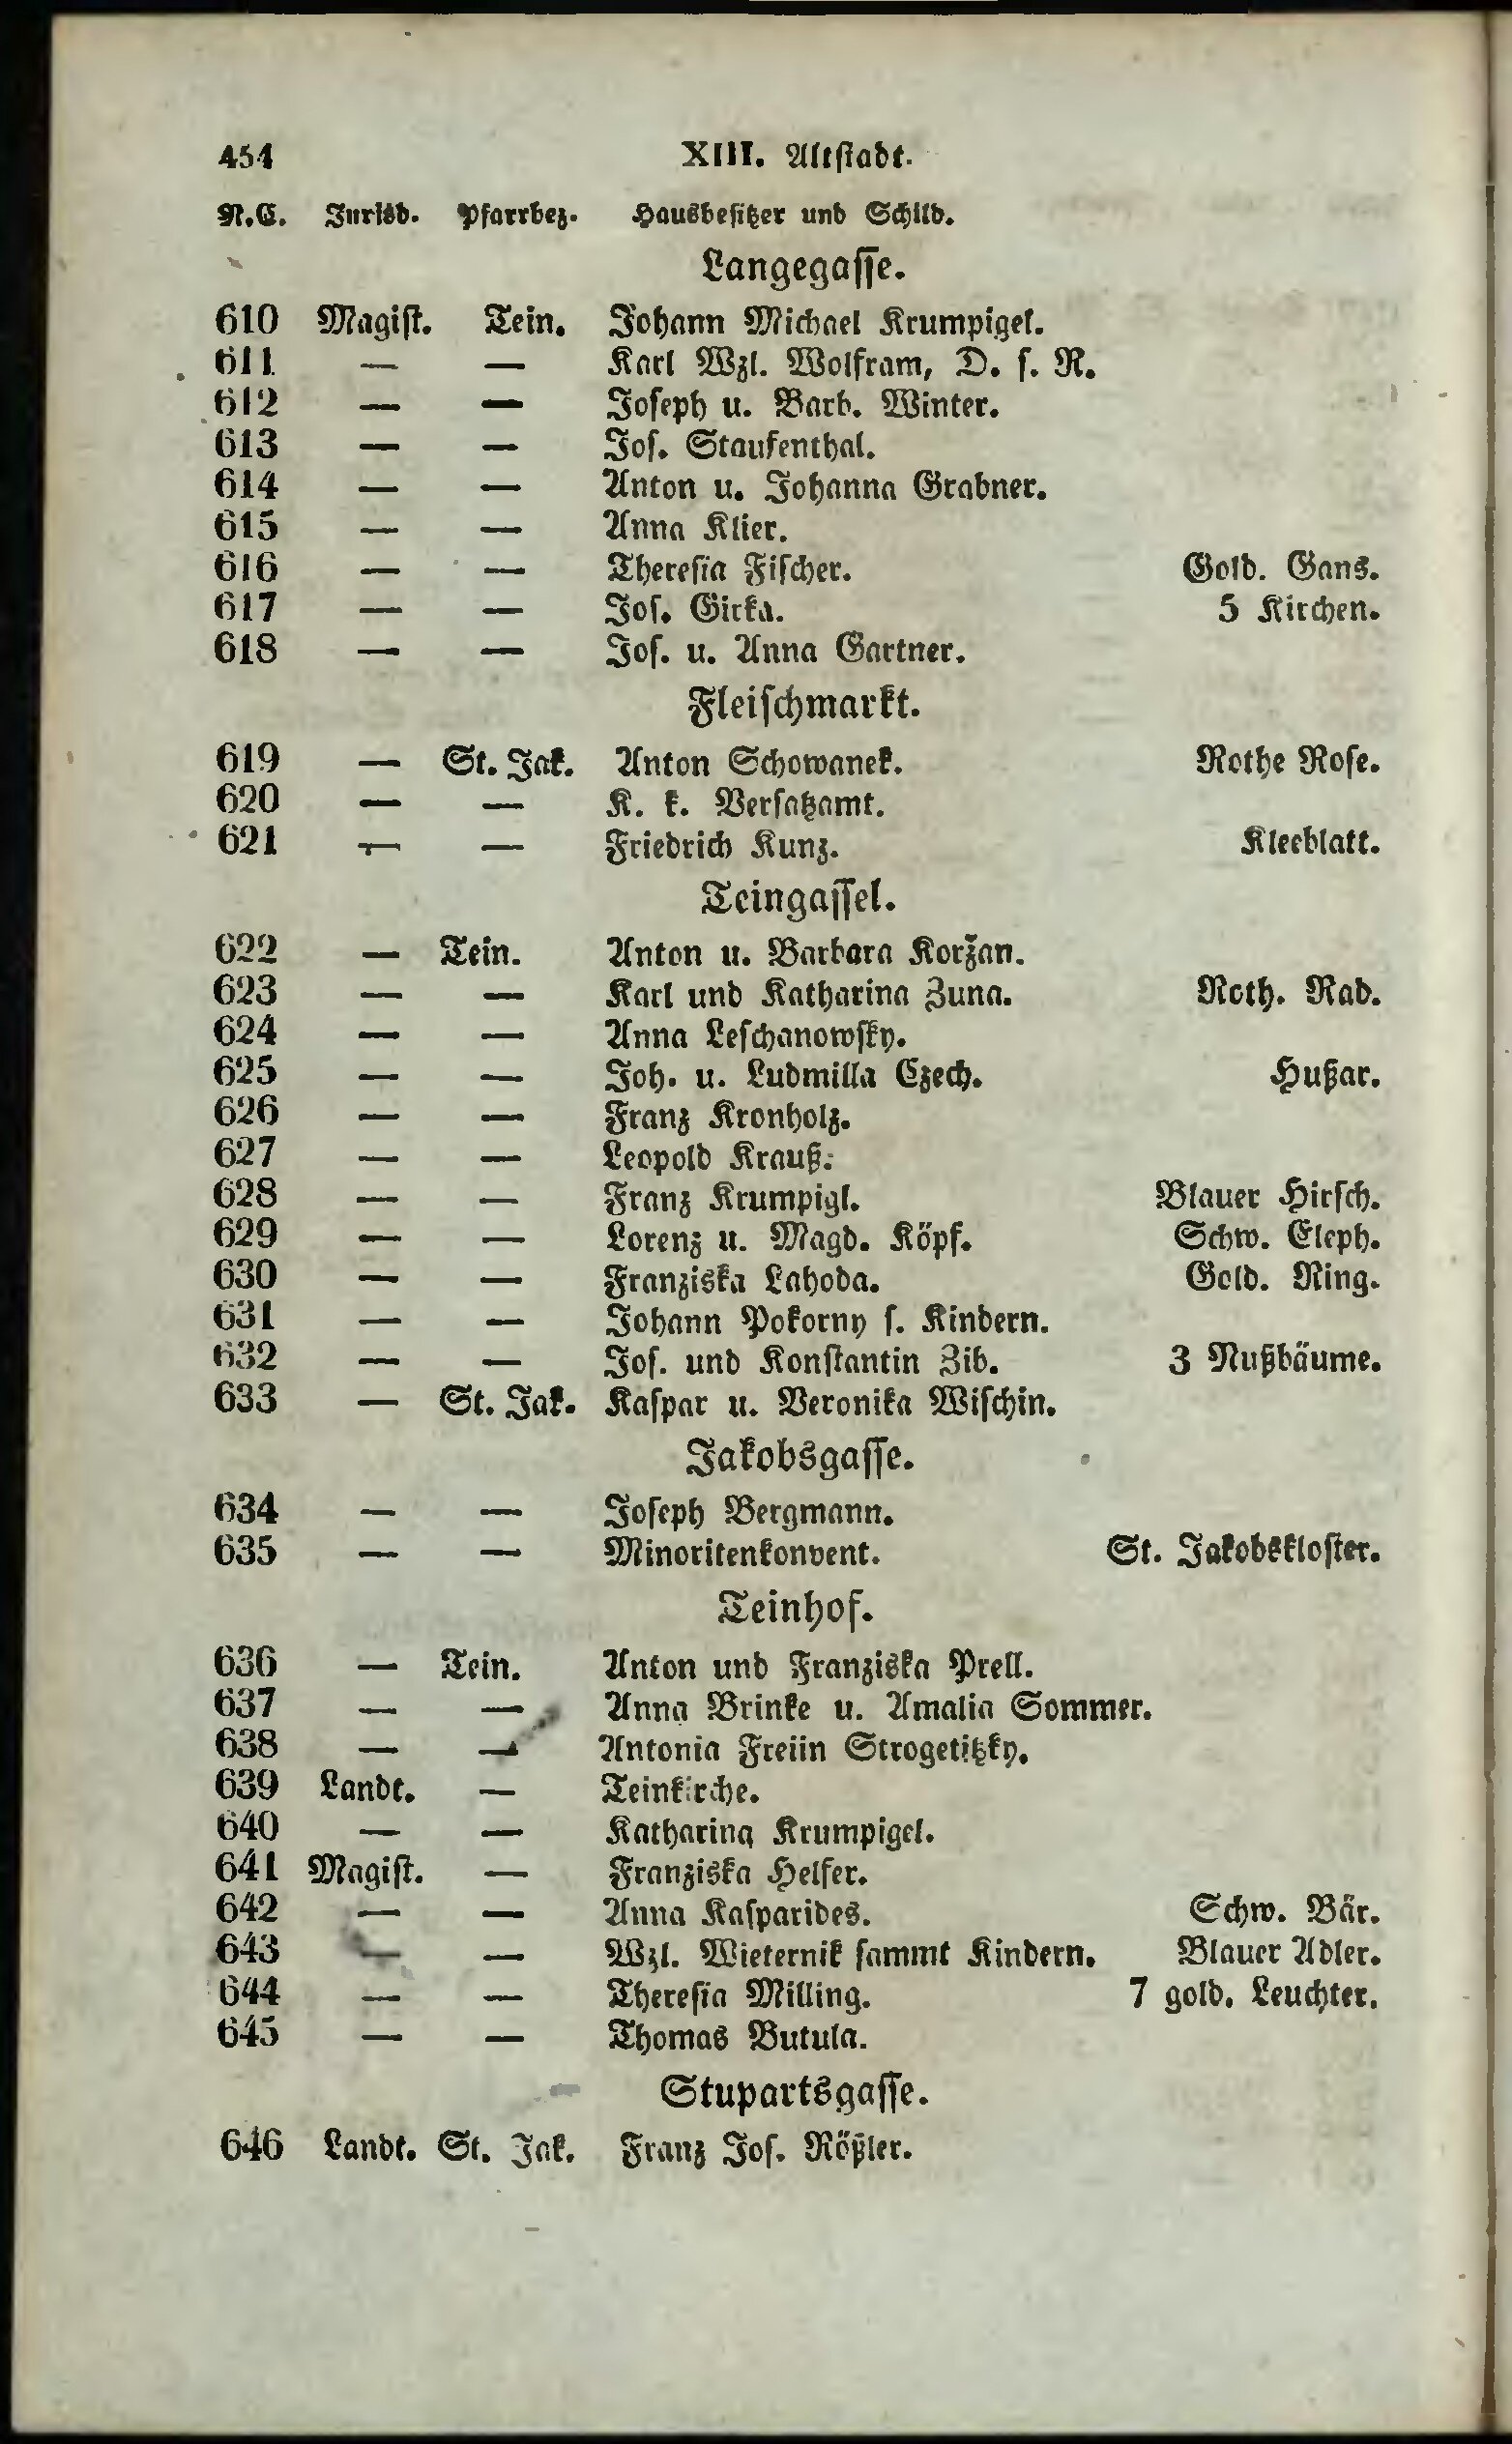 454 XIII. Altstadt.
N.C. Jurisd. Pfarrbez. Hausbesitzer und Schild.
Langegasse.
610 Magist. Tein. Johann Michael Krumpigel.
611 — — Karl Wzl. Wolfram, D. s. R.
612 — — Joseph u. Barb. Winter.
613 — — Jos. Staufenthal.
614 — — Anton u. Johanna Grabner.
615 — — Anna Klier.
616 — — Theresia Fischer. Gold. Gans.
617 — — Jos. Girka. 5 Kirchen.
618 — — Jos. u. Anna Gartner.
Fleischmarkt.
619 — St. Jak. Anton Schowanek. Rothe Rose.
620 — — K. k. Versatzamt.
621 — — Friedrich Kunz. Kleeblatt.
Teingassel.
622 — Tein. Anton u. Barbara Koržan.
623 — — Karl und Katharina Zuna. Roth. Rad.
624 — — Anna Leschanowsky.
625 — — Joh. u. Ludmilla Czech. Hußar.
626 — — Franz Kronholz.
627 — — Leopold Krauß.
628 — — Franz Krumpigl. Blauer Hirsch.
629 — — Lorenz u. Magd. Köpf. Schw. Eleph.
630 — — Franziska Lahoda. Gold. Ring.
631 — — Johann Pokorny s. Kindern.
632 — — Jos. und Konstantin Zib. 3 Nußbäume.
633 — St. Jak. Kaspar u. Veronika Wischin.
Jakobsgasse.
634 — — Joseph Bergmann.
635 — — Minoritenkonvent. St. Jakobskloster.
Teinhof.
636 — Tein. Anton und Franziska Prell.
637 — — Anna Brinke u. Amalia Sommer.
638 — — Antonia Freiin Strogetitzky.
639 Landt. — Teinkirche.
640 — — Katharina Krumpigel.
641 Magist. — Franziska Helfer.
642 — — Anna Kasparides. Schw. Bär.
643 — — Wzl. Wieternik sammt Kindern. Blauer Adler.
644 — — Theresia Milling. 7 gold. Leuchter.
645 — — Thomas Butula.
Stupartsgasse.
646 Landt. St. Jak. Franz Jos. Rößler.